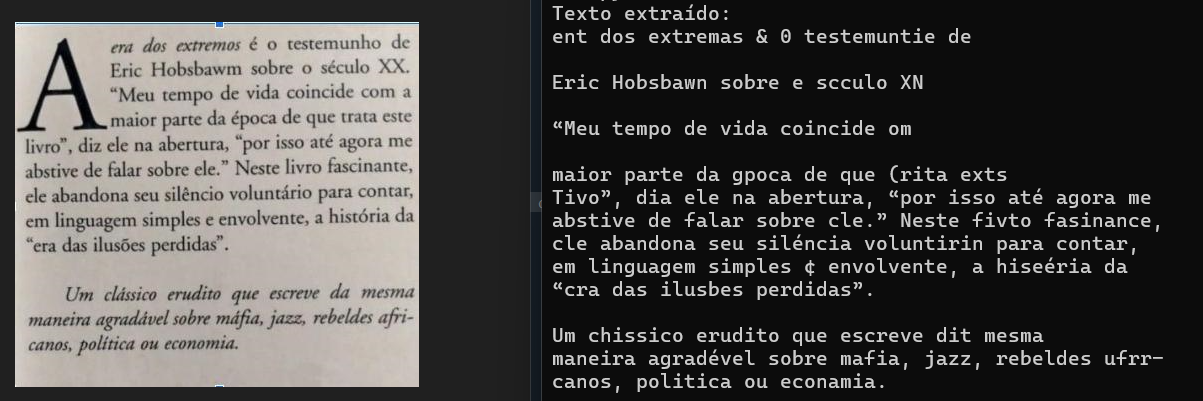 A era dos extremos é o testemunho de
Eric Hobsbawm sobre o século XX.
“Meu tempo de vida coincide com a
maior parte da época de que trata este
livro”, diz ele na abertura, “por isso até agora me
abstive de falar sobre ele.” Neste livro fascinante,
ele abandona seu silêncio voluntário para contar,
em linguagem simples e envolvente, a história da
“era das ilusões perdidas”.
Um clássico erudito que escreve da mesma
maneira agradável sobre máfia, jazz, rebeldes afri-
canos, política ou economia.
Texto extraído:
ent dos extremas & 0 testemuntie de
Eric Hobsbawn sobre e scculo XN
“Meu tempo de vida coincide om
maior parte da gpoca de que (rita exts
Tivo”, dia ele na abertura, “por isso até agora me
abstive de falar sobre cle.” Neste fivto fasinance,
cle abandona seu siléncia voluntirin para contar,
em linguagem simples ¢ envolvente, a hiseéria da
“cra das ilusbes perdidas”.
Um chissico erudito que escreve dit mesma
maneira agradével sobre mafia, jazz, rebeldes ufrr—
canos, politica ou econamia.